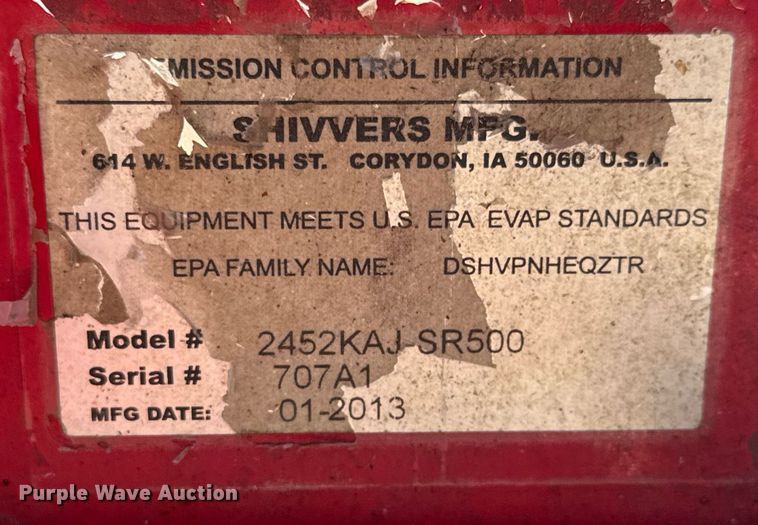 EMISSION CONTROL INFORMATION
SHIVVERS MFG.
614 W. ENGLISH ST. CORYDON, IA 50060 U.S.A.
THIS EQUIPMENT MEETS U.S. EPA EVAP STANDARDS
EPA FAMILY NAME: DSHVPNHEQZTR
Model # 2452KAJ-SR500
Serial # 707A1
MFG DATE: 01-2013
Purple Wave Auction